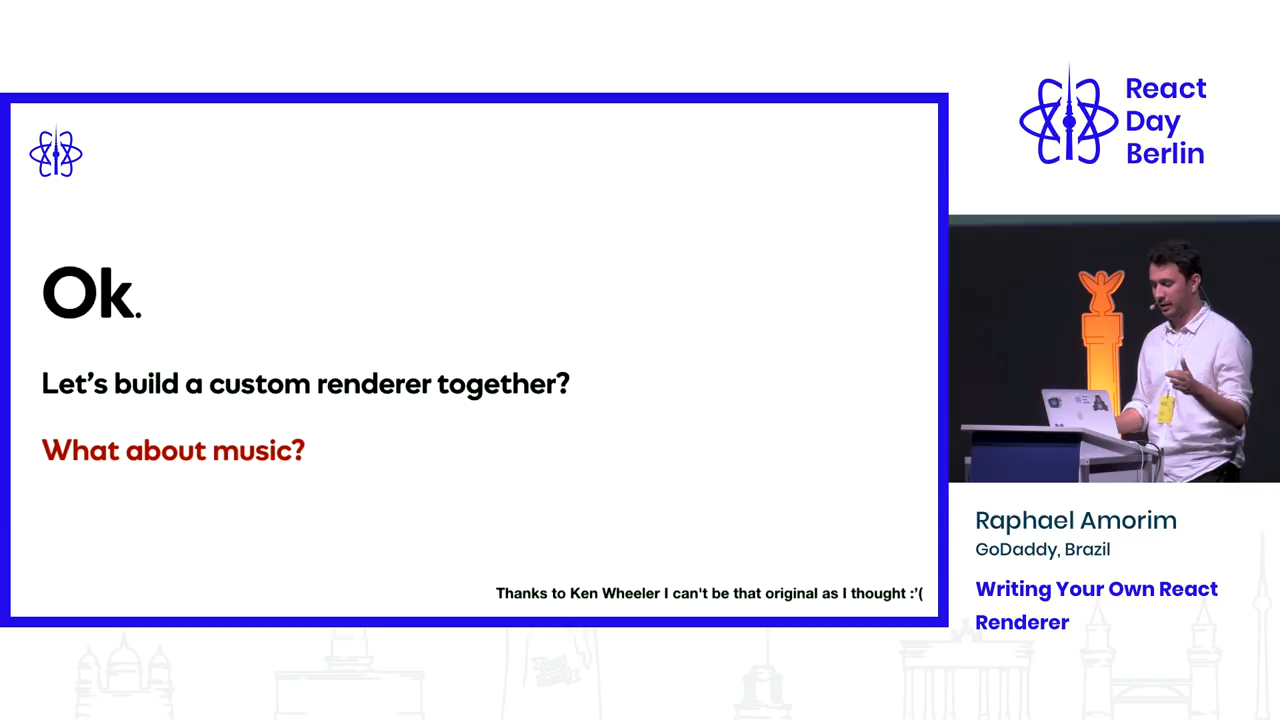 Ok.
Let's build a custom renderer together?
What about music?
Thanks to Ken Wheeler I can't be that original as I thought :'(
React
Day
Berlin
Raphael Amorim
GoDaddy, Brazil
Writing Your Own React
Renderer